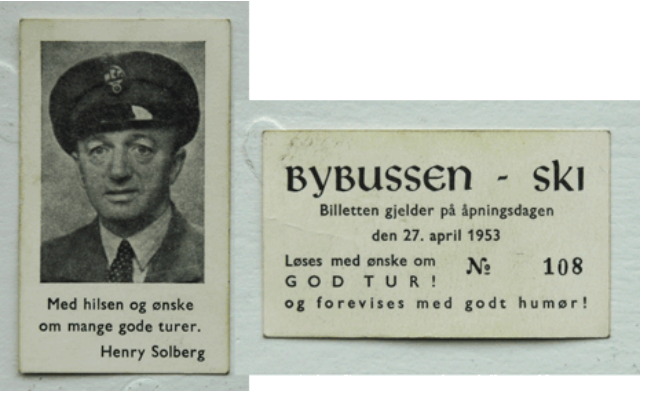 Med hilsen og ønske
om mange gode turer.
Henry Solberg
BYBUSSEN - SKI
Billetten gjelder på åpningsdagen
den 27. april 1953
Løses med ønske om
GOD TUR!
№ 108
og forevises med godt humør!